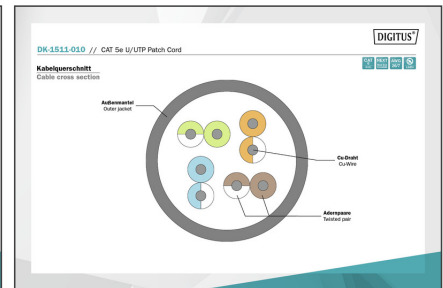 DIGITUS®
DK-1511-010 // CAT 5e U/UTP Patch Cord
Kabelquerschnitt
Cable cross section
Außenmantel
Outer jacket
Cu-Draht
Cu-Wire
Adernpaare
Twisted pair